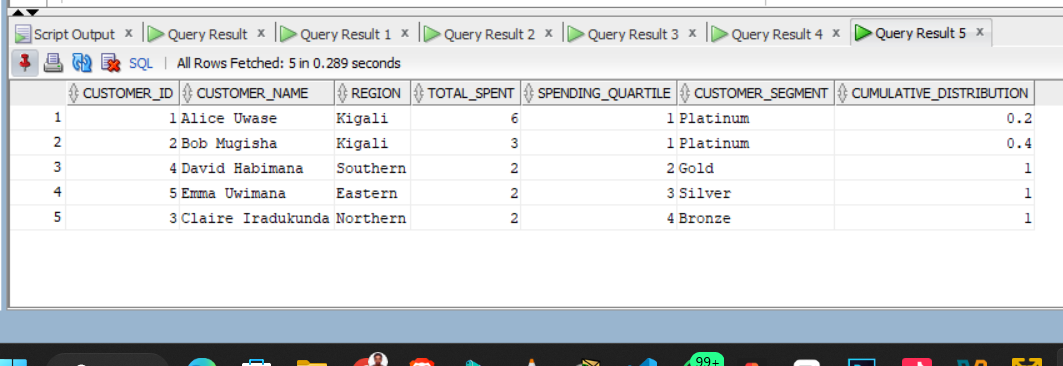 Script Output x Query Result x Query Result 1 x Query Result 2 x Query Result 3 x Query Result 4 x Query Result 5 x
SQL | All Rows Fetched: 5 in 0.289 seconds
CUSTOMER_ID CUSTOMER_NAME REGION TOTAL_SPENT SPENDING_QUARTILE CUSTOMER_SEGMENT CUMULATIVE_DISTRIBUTION
1 1 Alice Uwase Kigali 6 1 Platinum 0.2
2 2 Bob Mugisha Kigali 3 1 Platinum 0.4
3 4 David Habimana Southern 2 2 Gold 1
4 5 Emma Uwimana Eastern 2 3 Silver 1
5 3 Claire Iradukunda Northern 2 4 Bronze 1
99+